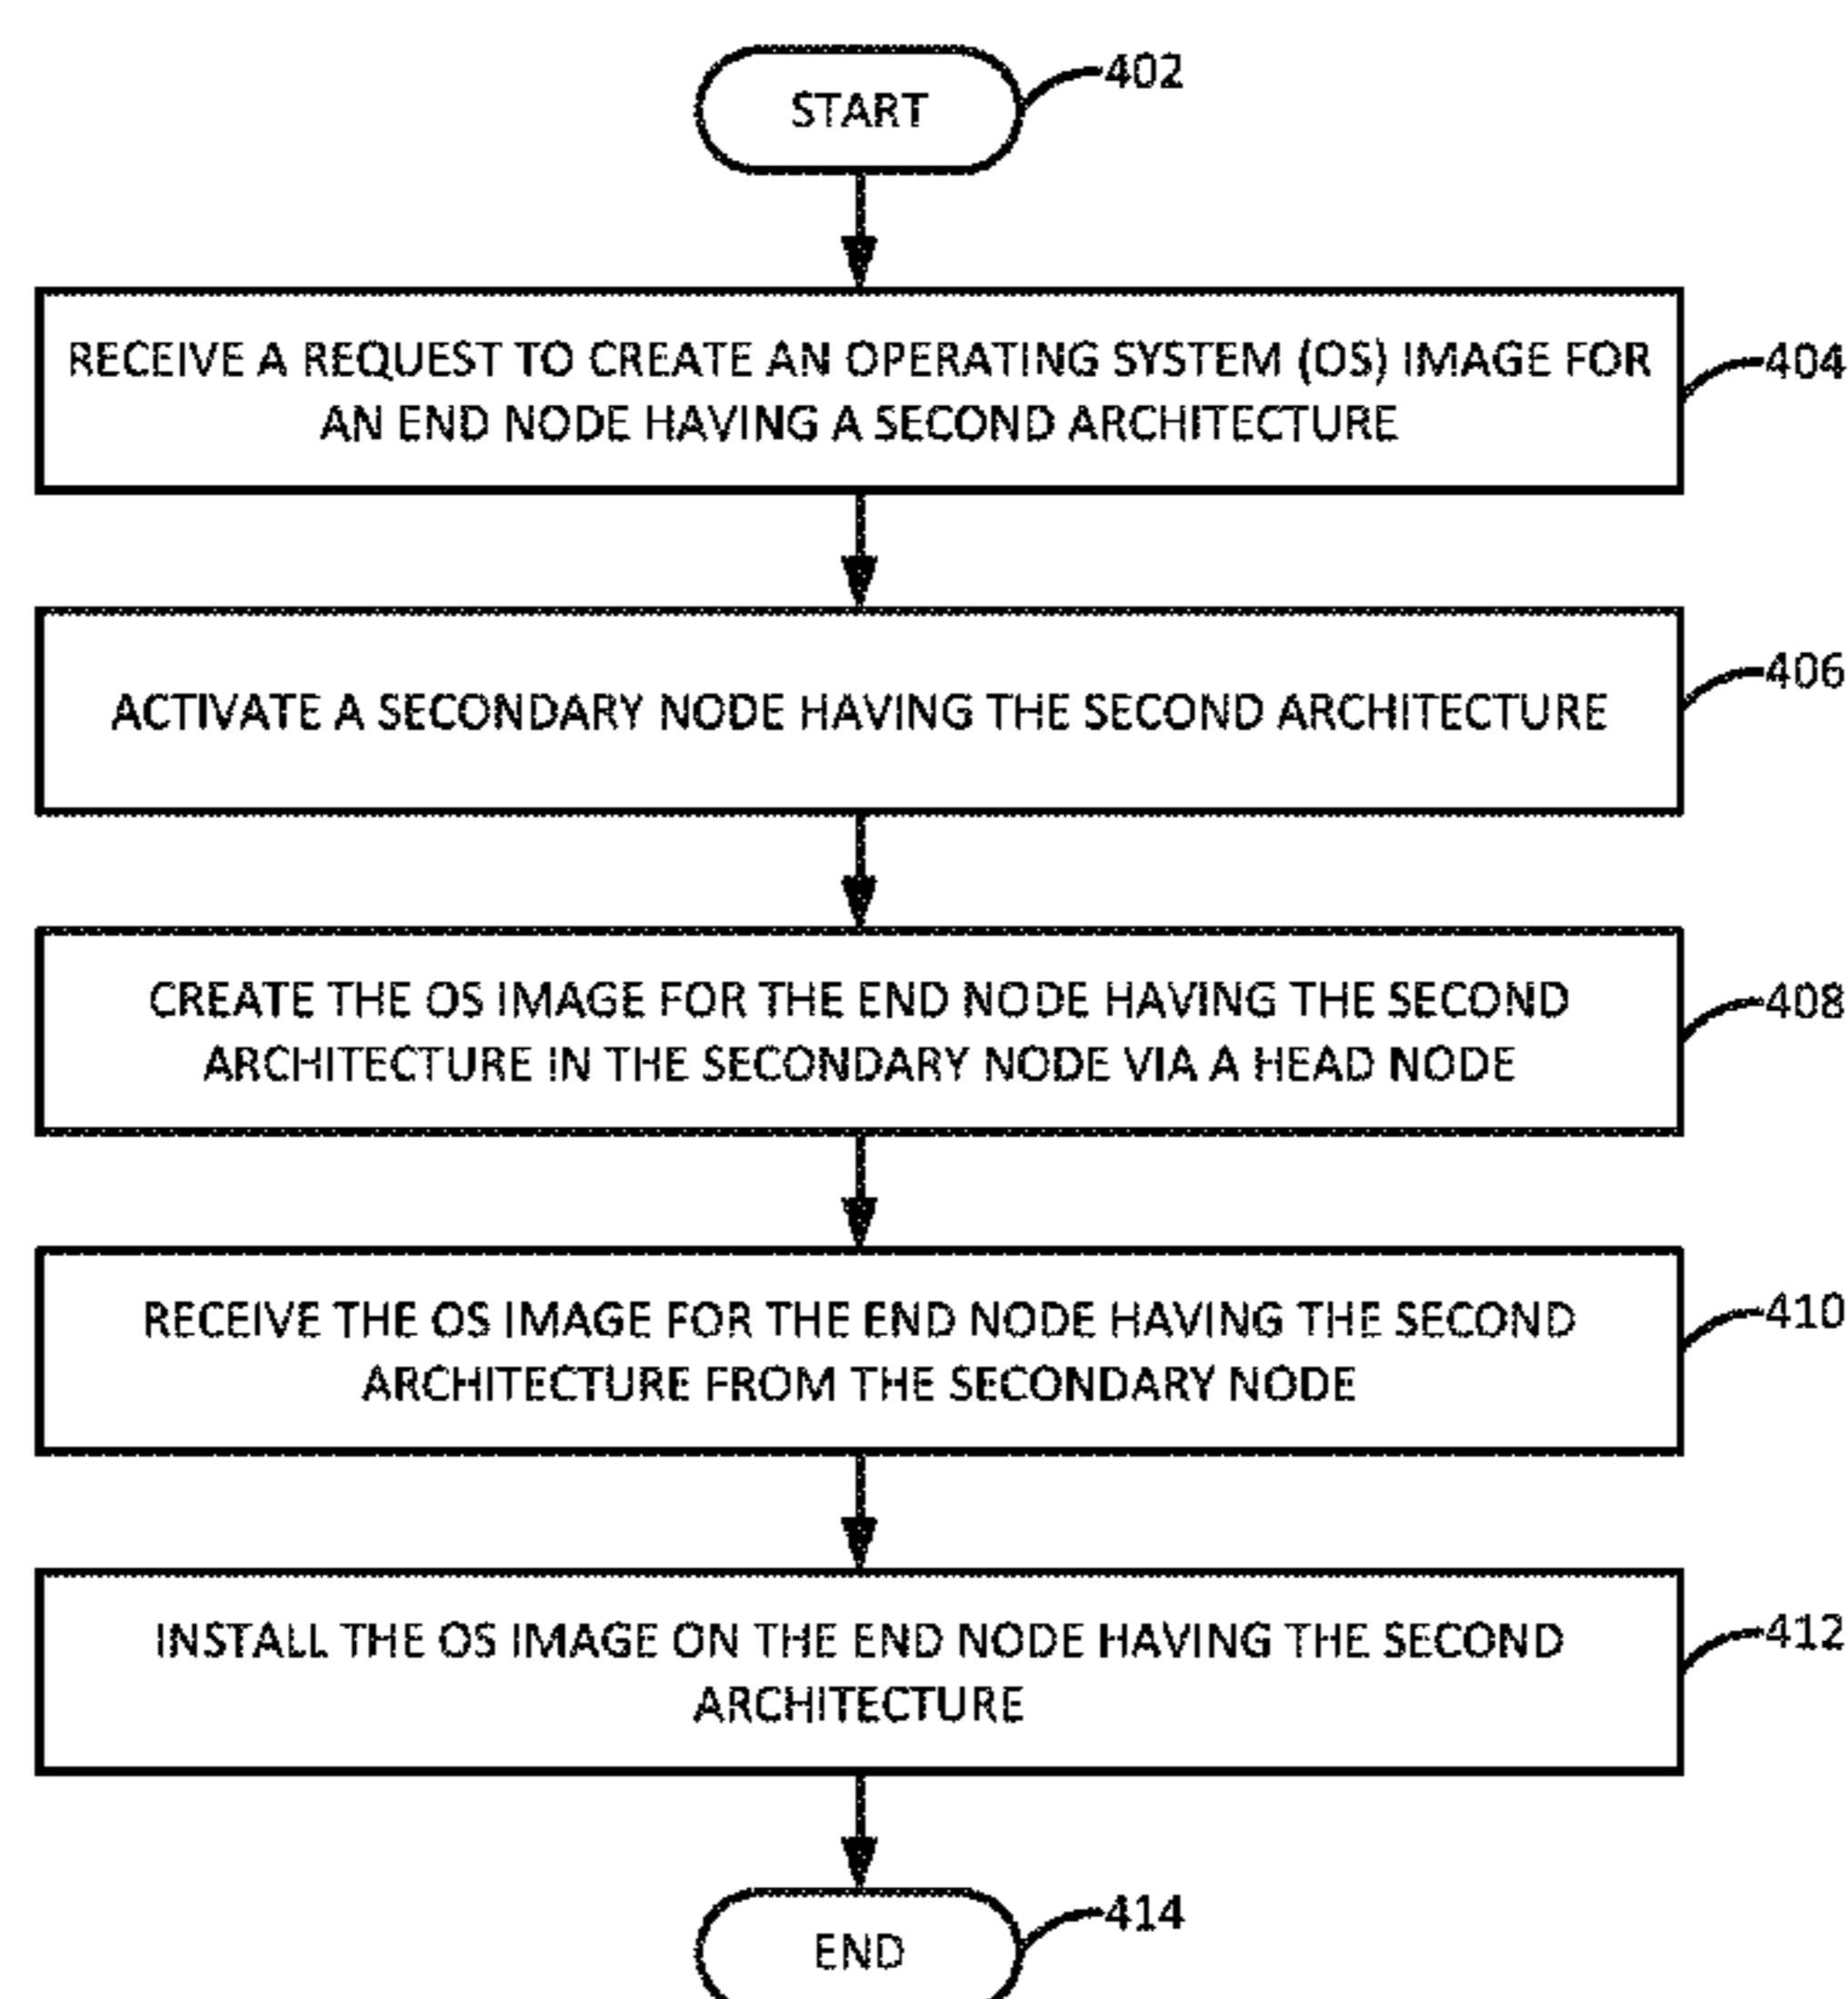 START
402
RECEIVE A REQUEST TO CREATE AN OPERATING SYSTEM (OS) IMAGE FOR
AN END NODE HAVING A SECOND ARCHITECTURE
404
ACTIVATE A SECONDARY NODE HAVING THE SECOND ARCHITECTURE
406
CREATE THE OS IMAGE FOR THE END NODE HAVING THE SECOND
ARCHITECTURE IN THE SECONDARY NODE VIA A HEAD NODE
408
RECEIVE THE OS IMAGE FOR THE END NODE HAVING THE SECOND
ARCHITECTURE FROM THE SECONDARY NODE
410
INSTALL THE OS IMAGE ON THE END NODE HAVING THE SECOND
ARCHITECTURE
412
END
414